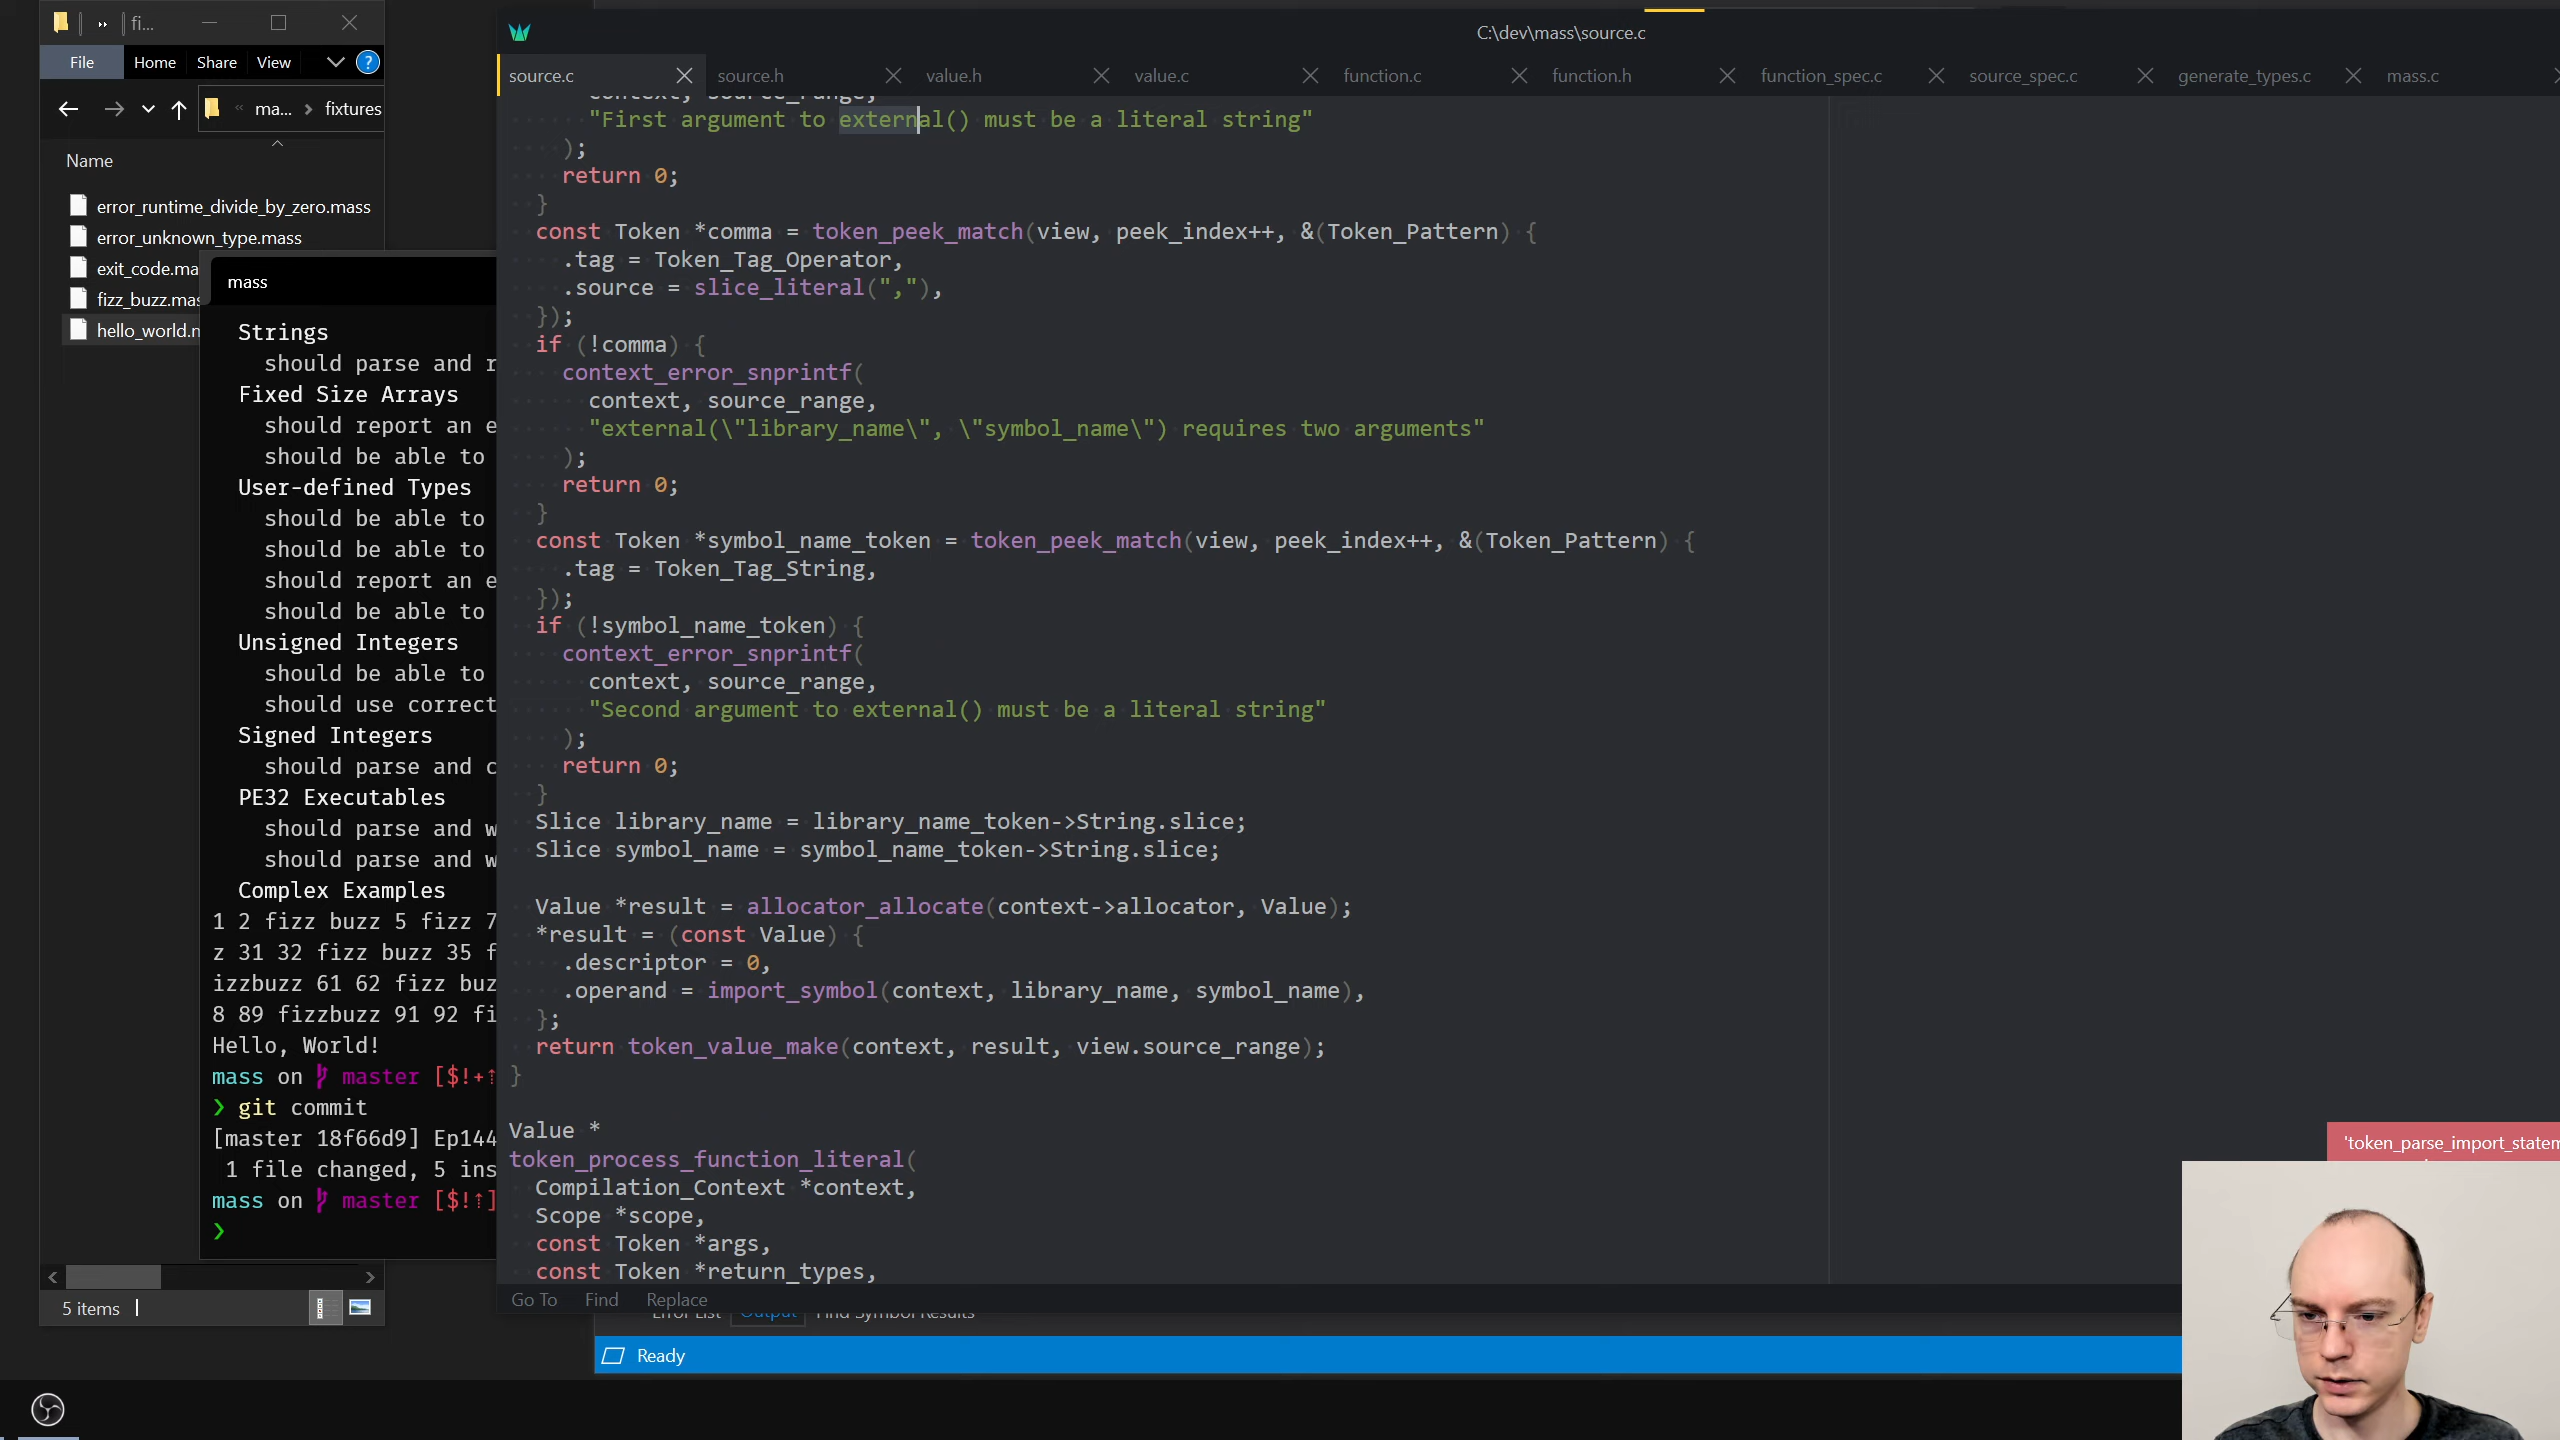 fi...
File
Home
Share
View
ma...
fixtures
Name
error_runtime_divide_by_zero.mass
error_unknown_type.mass
exit_code.ma
fizz_buzz.mas
hello_world.
5 items
mass
Strings
should parse and r
Fixed Size Arrays
should report an e
should be able to
User-defined Types
should be able to
should be able to
should report an e
should be able to
Unsigned Integers
should be able to
should use correct
Signed Integers
should parse and c
PE32 Executables
should parse and w
should parse and w
Complex Examples
1 2 fizz buzz 5 fizz 7
z 31 32 fizz buzz 35 f
izzbuzz 61 62 fizz buz
8 89 fizzbuzz 91 92 fi
Hello, World!
mass on master [$!+⇡
❯ git commit
[master 18f66d9] Ep144
1 file changed, 5 ins
mass on master [$!⇡]
❯
C:\dev\mass\source.c
source.c
source.h
value.h
value.c
function.c
function.h
function_spec.c
source_spec.c
generate_types.c
mass.c
context, source_range,
"First argument to external() must be a literal string"
);
return 0;
}
const Token *comma = token_peek_match(view, peek_index++, &(Token_Pattern) {
.tag = Token_Tag_Operator,
.source = slice_literal(","),
});
if (!comma) {
context_error_snprintf(
context, source_range,
"external(\"library_name\", \"symbol_name\") requires two arguments"
);
return 0;
}
const Token *symbol_name_token = token_peek_match(view, peek_index++, &(Token_Pattern) {
.tag = Token_Tag_String,
});
if (!symbol_name_token) {
context_error_snprintf(
context, source_range,
"Second argument to external() must be a literal string"
);
return 0;
}
Slice library_name = library_name_token->String.slice;
Slice symbol_name = symbol_name_token->String.slice;
Value *result = allocator_allocate(context->allocator, Value);
*result = (const Value) {
.descriptor = 0,
.operand = import_symbol(context, library_name, symbol_name),
};
return token_value_make(context, result, view.source_range);
}
Value *
token_process_function_literal(
Compilation_Context *context,
Scope *scope,
const Token *args,
const Token *return_types,
'token_parse_import_statem
Go To
Find
Replace
Error List
Output
Find Symbol Results
Ready